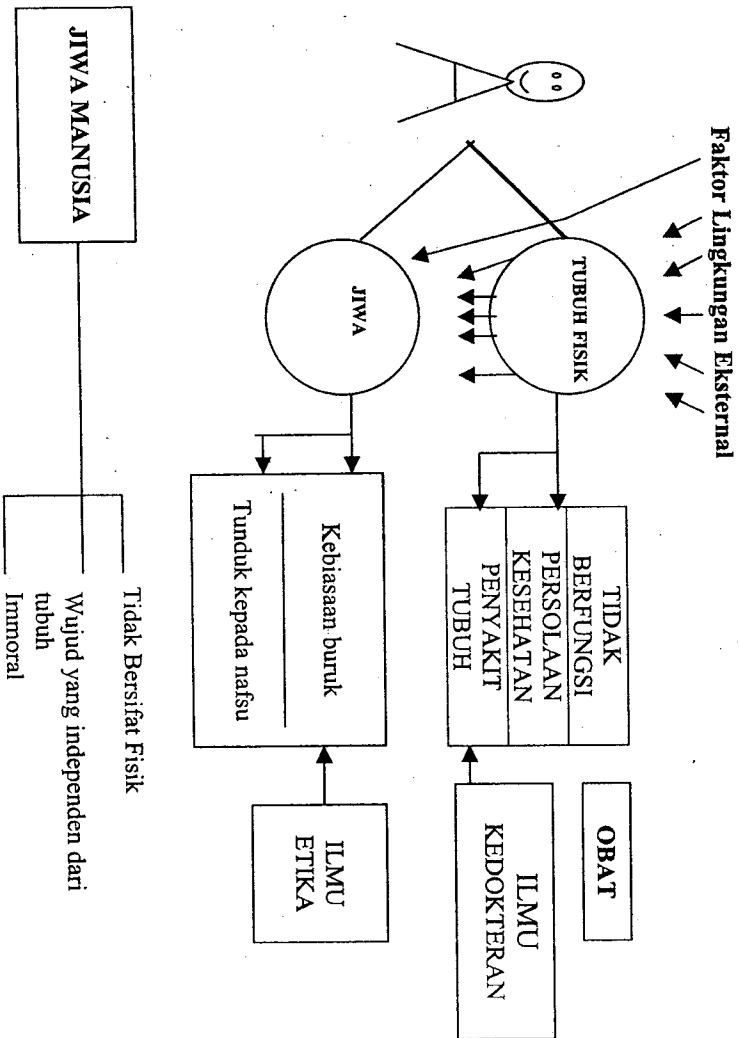 Faktor Lingkungan Eksternal
TUBUH FISIK
JIWA
TIDAK
BERFUNGSI
PERSOLAAN
KESEHATAN
PENYAKIT
TUBUH
Kebiasaan buruk
Tunduk kepada nafsu
OBAT
ILMU
KEDOKTERAN
ILMU
ETIKA
JIWA MANUSIA
Tidak Bersifat Fisik
Wujud yang independen dari
tubuh
Immoral